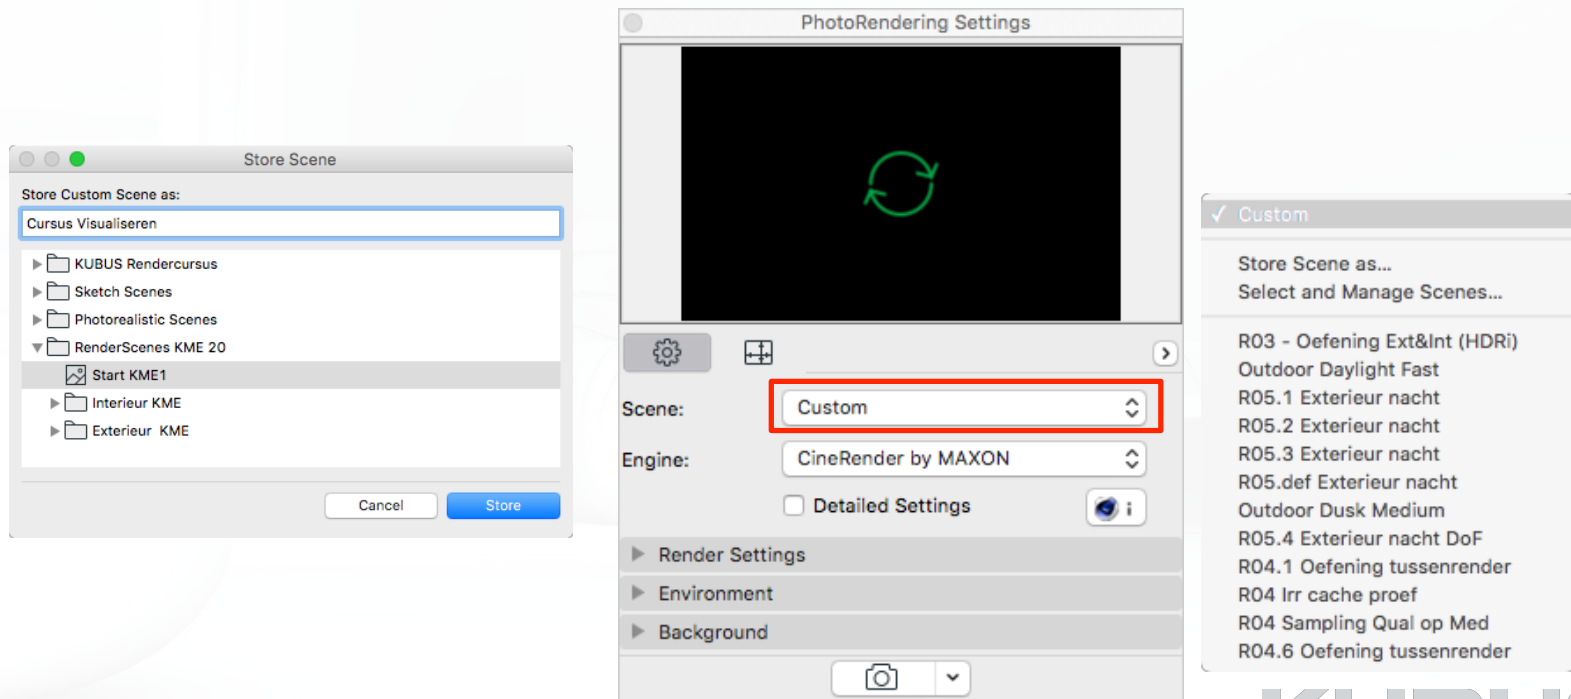 Store Scene
Store Custom Scene as:
Cursus Visualiseren
KUBUS Rendercursus
Sketch Scenes
Photorealistic Scenes
RenderScenes KME 20
Start KME1
Interieur KME
Exterieur KME
Cancel
Store
PhotoRendering Settings
Scene:
Custom
Engine:
CineRender by MAXON
Detailed Settings
i
Render Settings
Environment
Background
✓ Custom
Store Scene as...
Select and Manage Scenes...
R03 - Oefening Ext&Int (HDRi)
Outdoor Daylight Fast
R05.1 Exterieur nacht
R05.2 Exterieur nacht
R05.3 Exterieur nacht
R05.def Exterieur nacht
Outdoor Dusk Medium
R05.4 Exterieur nacht DoF
R04.1 Oefening tussenrender
R04 Irr cache proef
R04 Sampling Qual op Med
R04.6 Oefening tussenrender